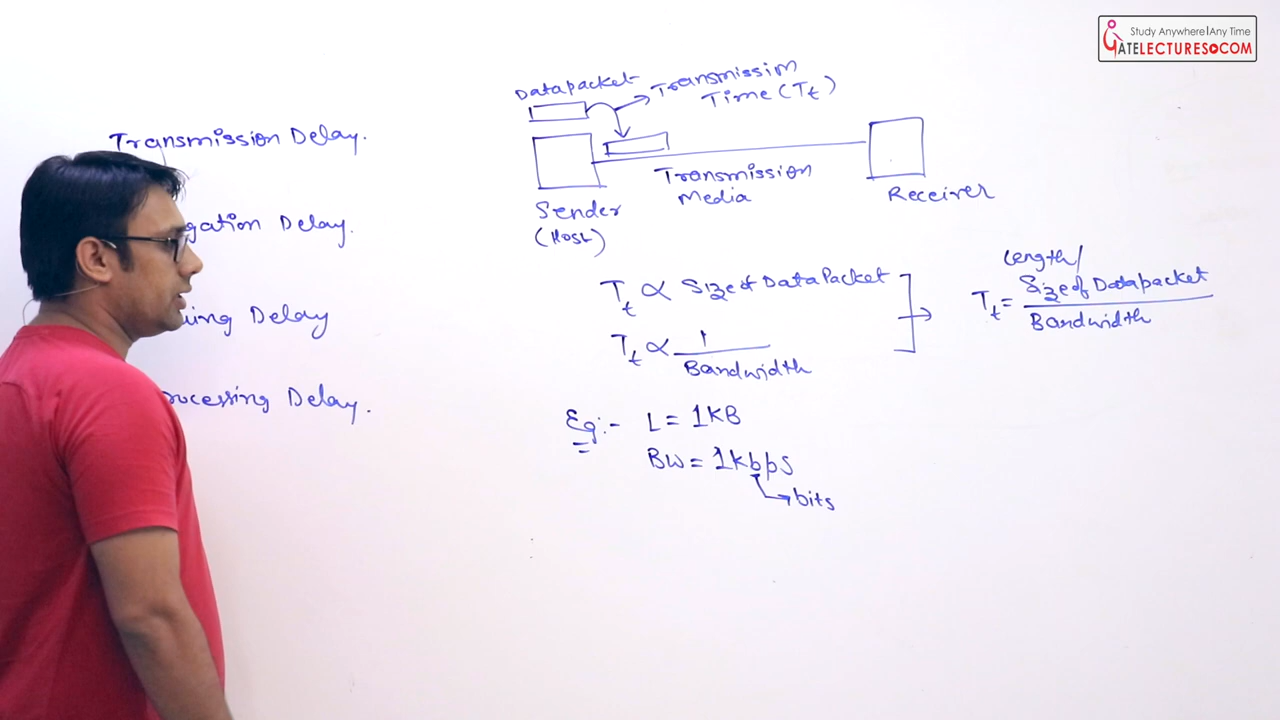 Study Anywhere|Any Time
GATELECTURES.COM
Transmission Delay.
gation Delay.
ing Delay
rocessing Delay.
Datapacket
Transmission
Time (Tt)
Transmission
Media
Sender
(Host)
Receiver
Tt ∝ Size of Data Packet
Tt ∝ 1/Bandwidth
Length/
Tt = Size of Datapacket
Bandwidth
Eg:- L = 1KB
BW = 1kbps
bits